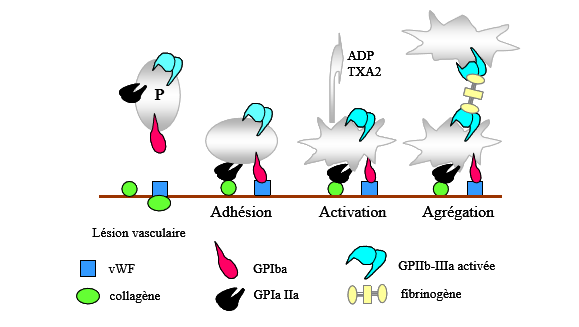 ADP
TXA2
P
Adhésion
Activation
Agrégation
Lésion vasculaire
vWF
GPIba
GPIIb-IIIa activée
collagène
GPIa IIa
fibrinogène